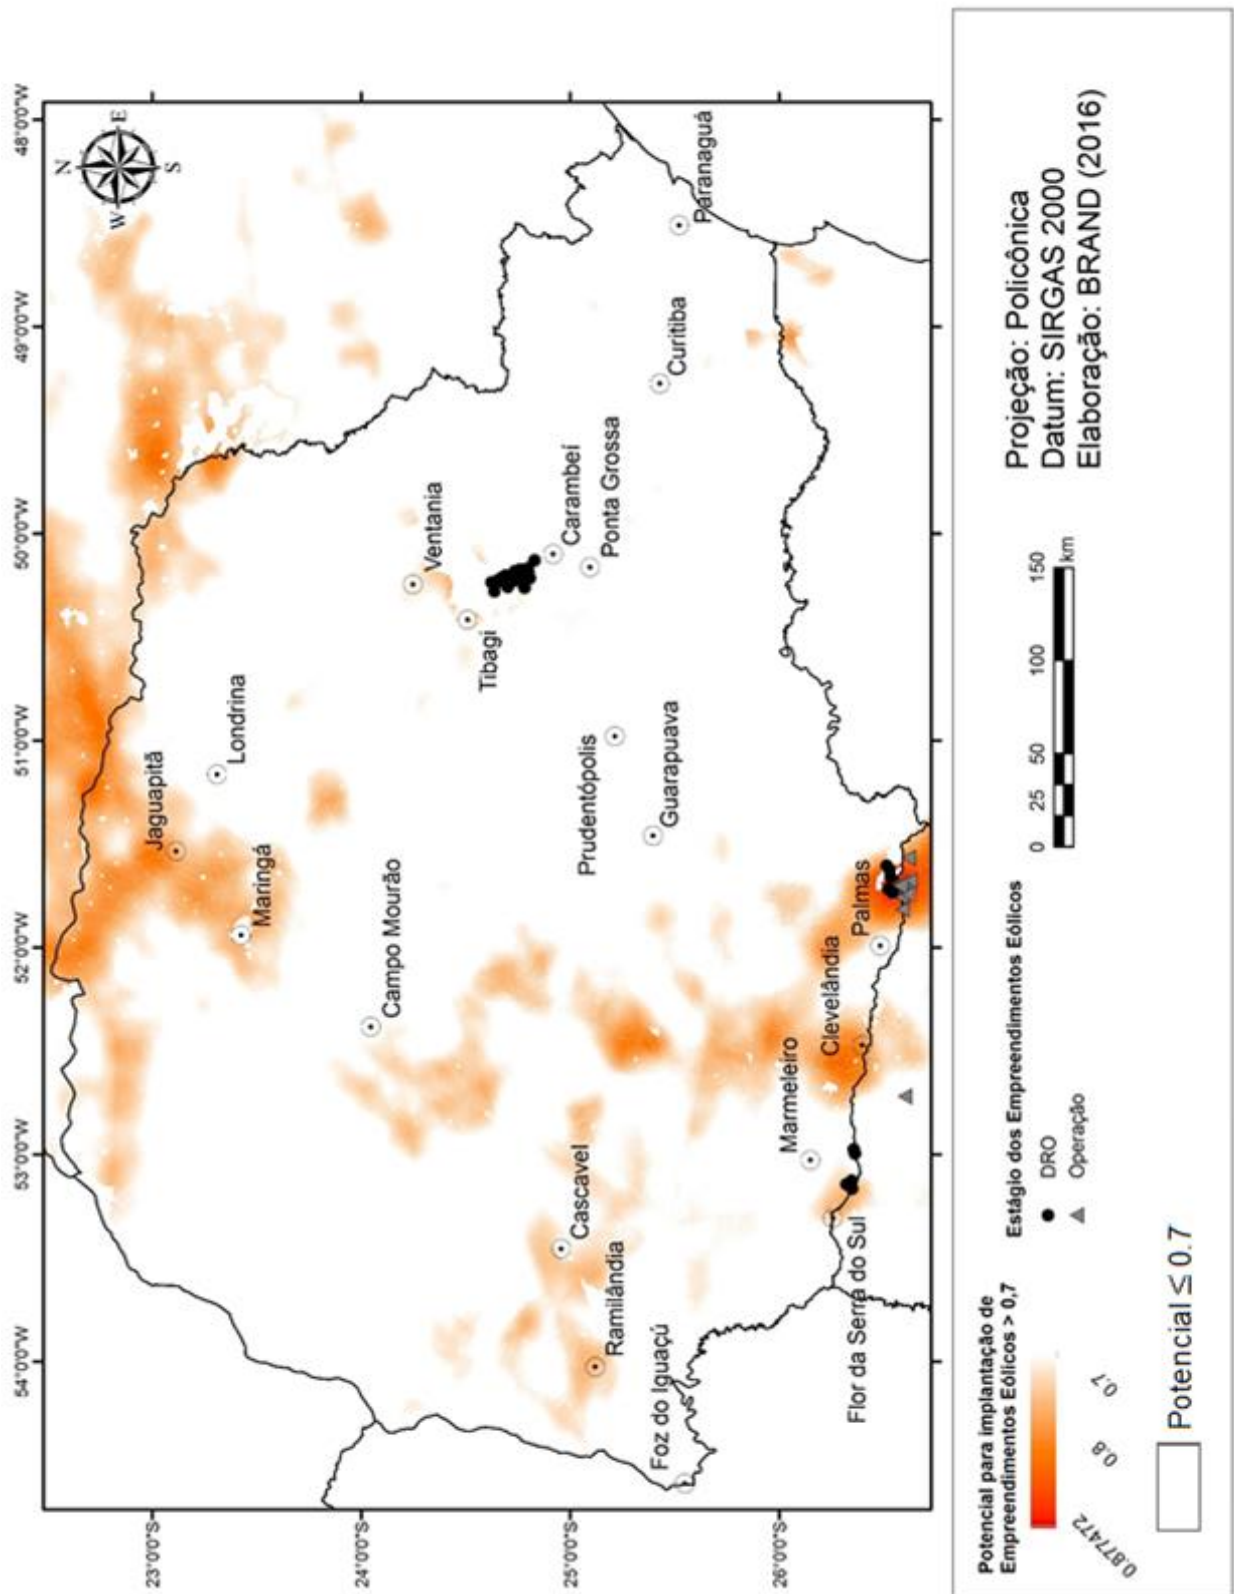 54°0'0"W
53°0'0"W
52°0'0"W
51°0'0"W
50°0'0"W
49°0'0"W
48°0'0"W
N
W
E
S
23°0'0"S
24°0'0"S
25°0'0"S
26°0'0"S
Jaguapitã
Londrina
Maringá
Campo Mourão
Ventania
Tibagi
Carambeí
Ponta Grossa
Cascavel
Ramilândia
Prudentópolis
Guarapuava
Curitiba
Paranaguá
Foz do Iguaçú
Marmeleiro
Clevelândia
Palmas
Flor da Serra do Sul
Potencial para implantação de
Empreendimentos Eólicos > 0,7
0.877472
0.8
0.7
Potencial ≤ 0.7
Estágio dos Empreendimentos Eólicos
DRO
Operação
0 25 50 100 150
km
Projeção: Policônica
Datum: SIRGAS 2000
Elaboração: BRAND (2016)